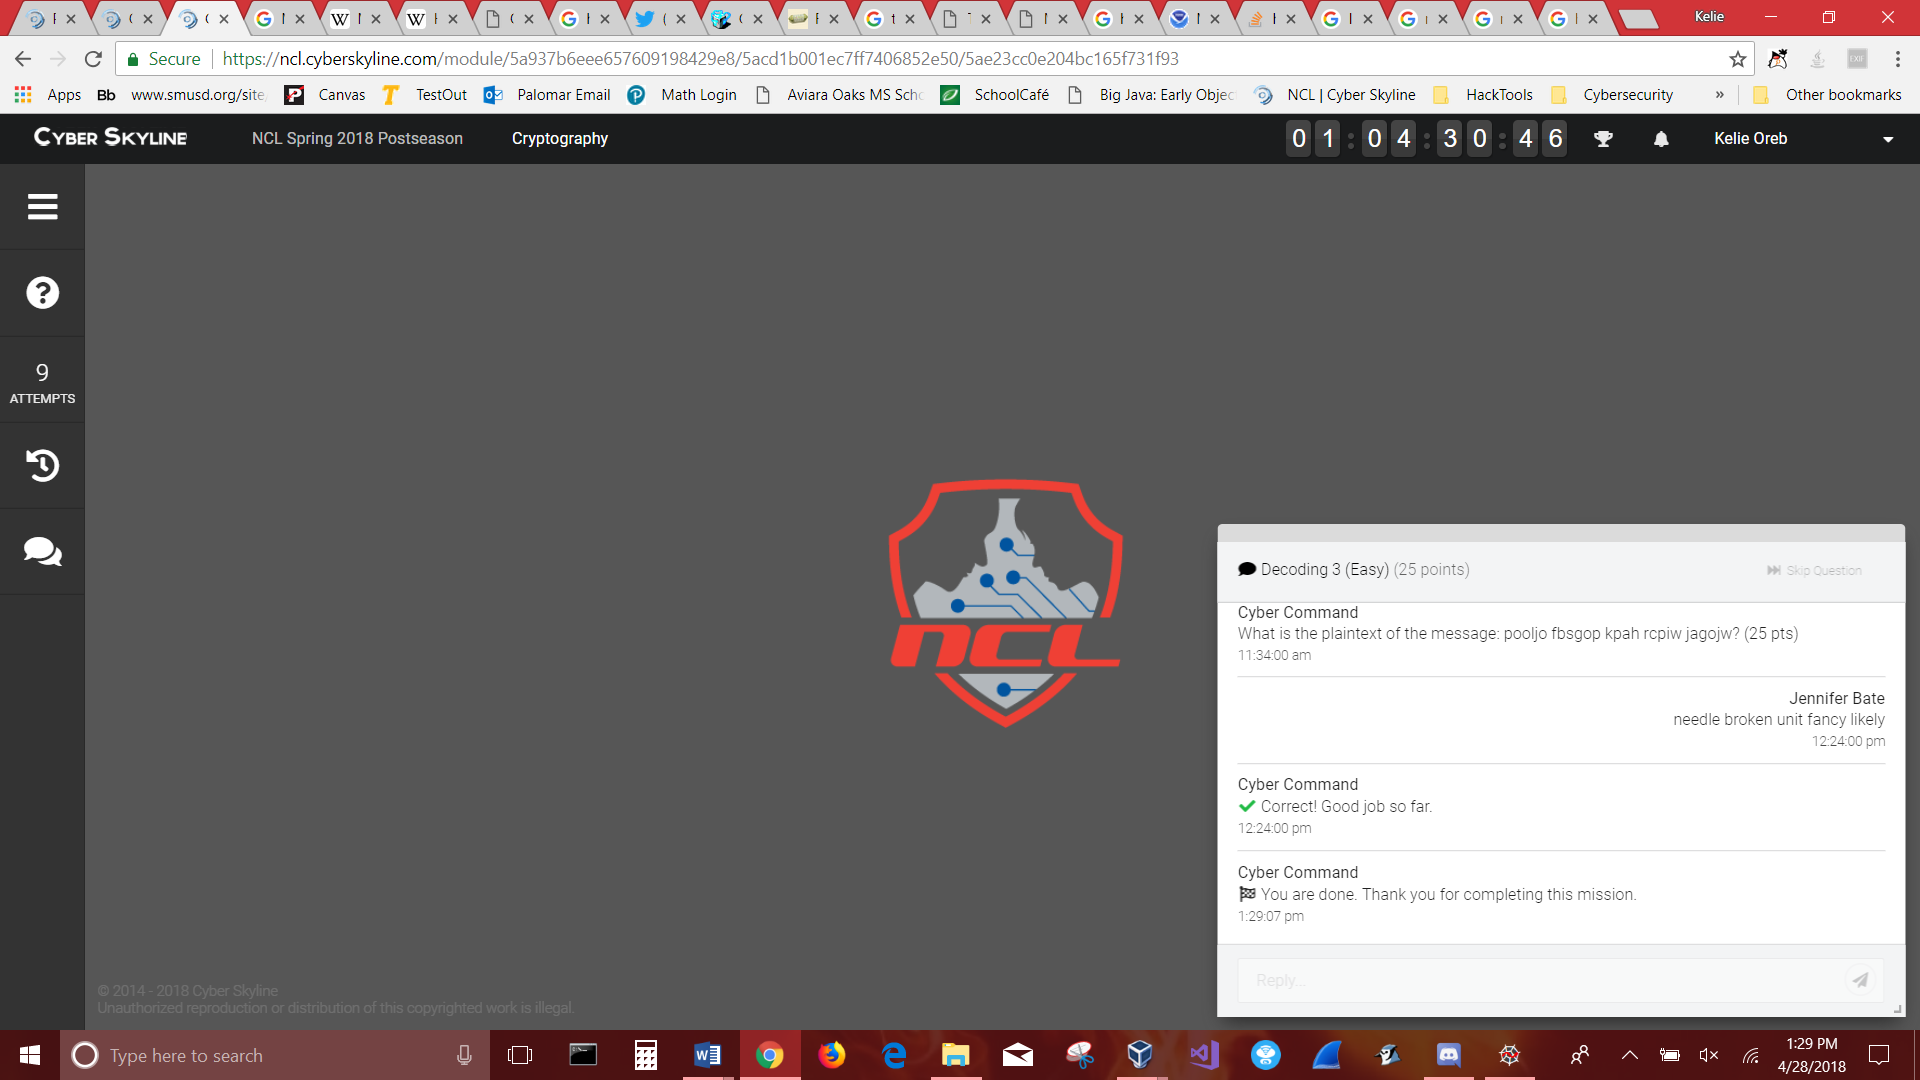 Kelie
Secure https://ncl.cyberskyline.com/module/5a937b6eee657609198429e8/5acd1b001ec7ff7406852e50/5ae23cc0e204bc165f731f93
Apps Bb www.smusd.org/site Canvas TestOut Palomar Email Math Login Aviara Oaks MS Scho SchoolCafé Big Java: Early Objec NCL | Cyber Skyline HackTools Cybersecurity » Other bookmarks
CYBER SKYLINE NCL Spring 2018 Postseason Cryptography 01:04:30:46 Kelie Oreb
9
ATTEMPTS
NCL
Decoding 3 (Easy) (25 points) Skip Question
Cyber Command
What is the plaintext of the message: pooljo fbsgop kpah rcpiw jagojw? (25 pts)
11:34:00 am
Jennifer Bate
needle broken unit fancy likely
12:24:00 pm
Cyber Command
Correct! Good job so far.
12:24:00 pm
Cyber Command
You are done. Thank you for completing this mission.
1:29:07 pm
Reply...
© 2014 - 2018 Cyber Skyline
Unauthorized reproduction or distribution of this copyrighted work is illegal.
Type here to search
1:29 PM
4/28/2018